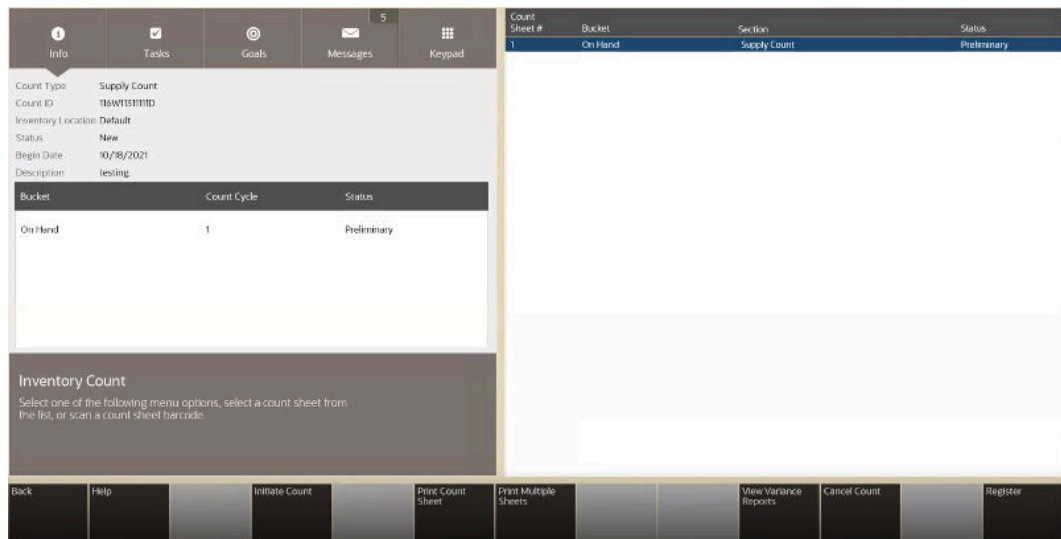 5
Info
Tasks
Goals
Messages
Keypad
Count Type Supply Count
Count ID
Inventory Location Default
Status New
Begin Date 10/18/2021
Description testing
Bucket Count Cycle Status
On Hand 1 Preliminary
Inventory Count
Select one of the following menu options, select a count sheet from
the list, or scan a count sheet barcode.
Count
Sheet # Bucket Section Status
1 On Hand Supply Count Preliminary
Back
Help
Initiate Count
Print Count
Sheet
Print Multiple
Sheets
View Variance
Reports
Cancel Count
Register